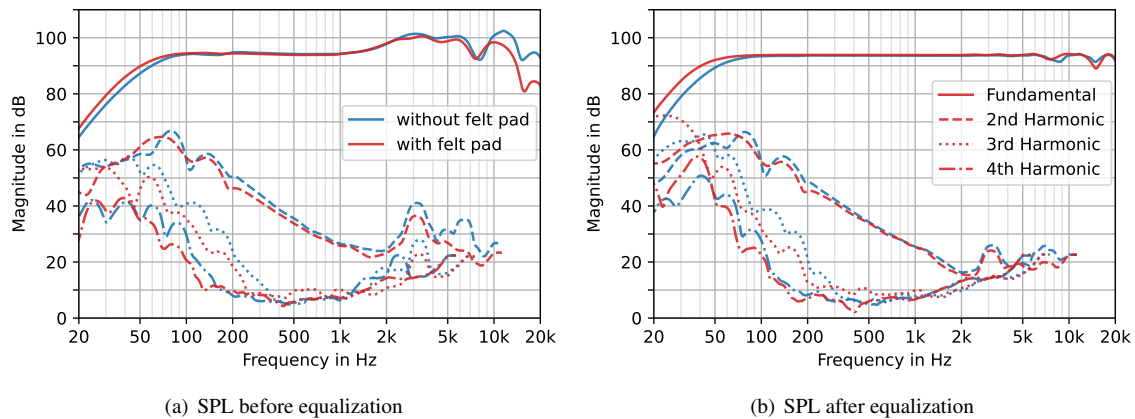 Magnitude in dB
100
80
60
40
20
0
20
50
100
200
500
1k
2k
5k
10k
20k
Frequency in Hz
without felt pad
with felt pad
(a) SPL before equalization
Magnitude in dB
100
80
60
40
20
0
20
50
100
200
500
1k
2k
5k
10k
20k
Frequency in Hz
Fundamental
2nd Harmonic
3rd Harmonic
4th Harmonic
(b) SPL after equalization